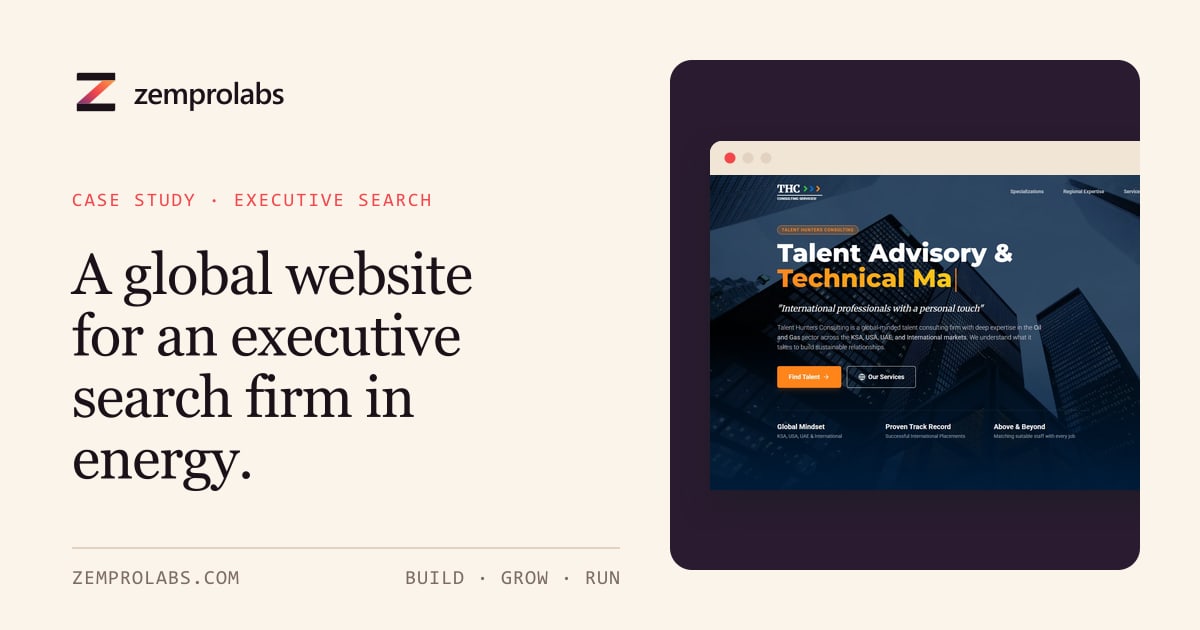 zemprolabs
CASE STUDY · EXECUTIVE SEARCH
A global website
for an executive
search firm in
energy.
ZEMPROLABS.COM
BUILD · GROW · RUN
THC
CONSULTING SERVICES
Specializations
Regional Expertise
TALENT HUNTERS CONSULTING
Talent Advisory &
Technical Ma
"International professionals with a personal touch"
Talent Hunters Consulting is a global-minded talent consulting firm with deep expertise in the Oil
and Gas sector across the KSA, USA, UAE, and International markets. We understand what it
takes to build sustainable relationships.
Find Talent →
Our Services
Global Mindset
KSA, USA, UAE & International
Proven Track Record
Successful International Placements
Above & Beyond
Matching suitable staff with every job